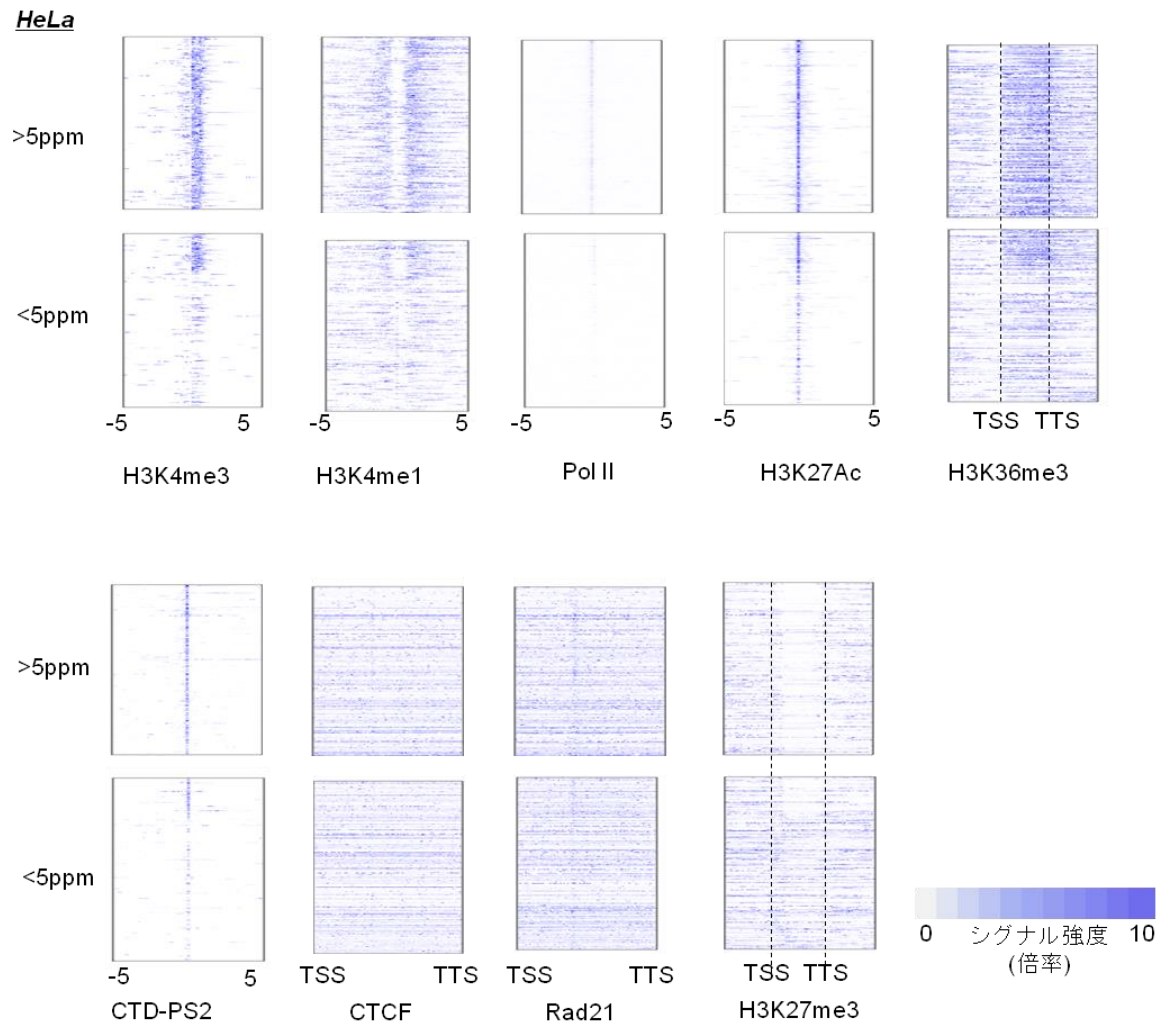 HeLa
>5ppm
<5ppm
-5 5 -5 5 -5 5 -5 5 TSS TTS
H3K4me3 H3K4me1 Pol II H3K27Ac H3K36me3
>5ppm
<5ppm
0 シグナル強度 10
(倍率)
-5 5 TSS TTS TSS TTS TSS TTS
CTD-PS2 CTCF Rad21 H3K27me3